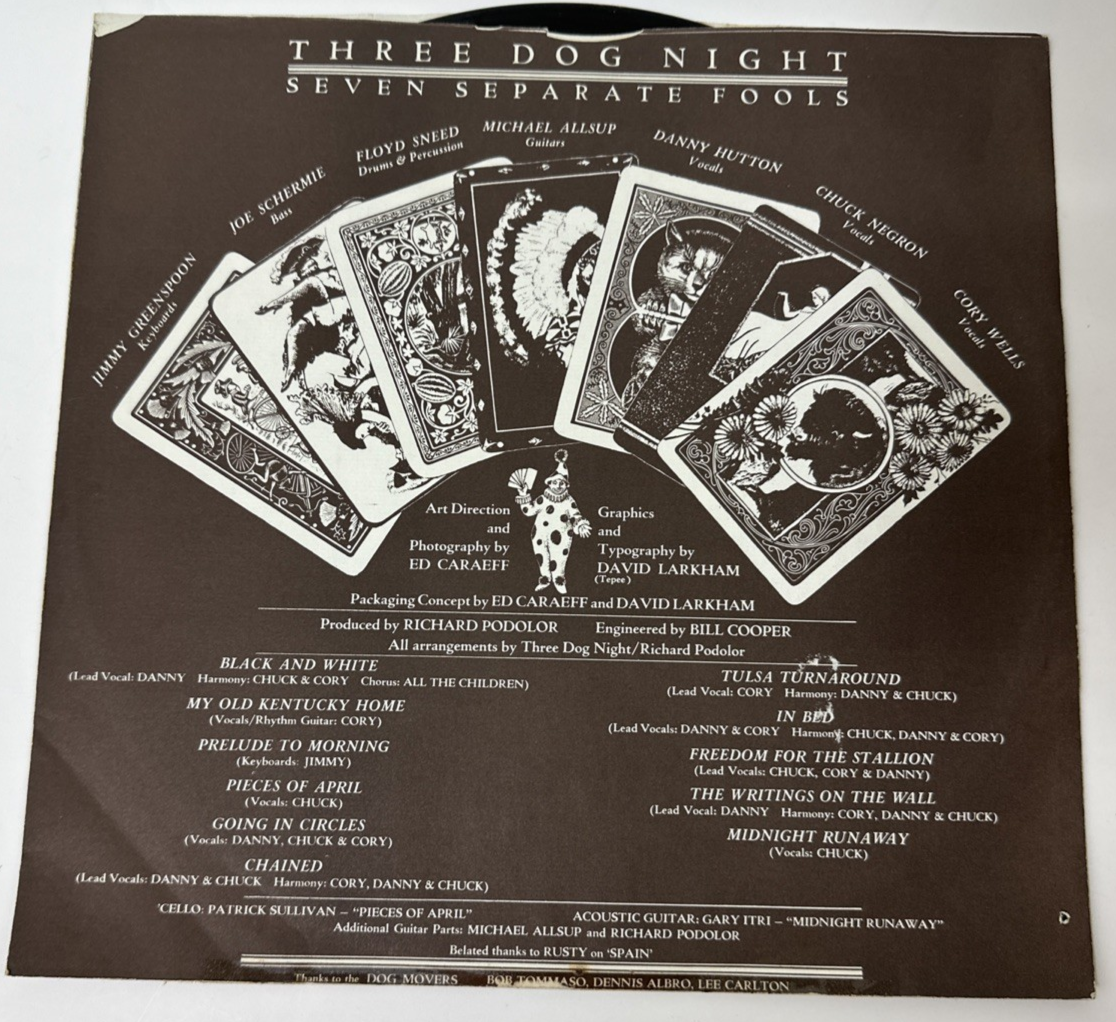 THREE DOG NIGHT
SEVEN SEPARATE FOOLS
JIMMY GREENSPOON
Keyboards
JOE SCHERMIE
Bass
FLOYD SNEED
Drums & Percussion
MICHAEL ALLSUP
Guitars
DANNY HUTTON
Vocals
CHUCK NEGRON
Vocals
CORY WELLS
Vocals
Art Direction
and
Photography by
ED CARAEFF
Graphics
and
Typography by
DAVID LARKHAM
(Tepee)
Packaging Concept by ED CARAEFF and DAVID LARKHAM
Produced by RICHARD PODOLOR Engineered by BILL COOPER
All arrangements by Three Dog Night/Richard Podolor
BLACK AND WHITE
(Lead Vocal: DANNY Harmony: CHUCK & CORY Chorus: ALL THE CHILDREN)
MY OLD KENTUCKY HOME
(Vocals/Rhythm Guitar: CORY)
PRELUDE TO MORNING
(Keyboards: JIMMY)
PIECES OF APRIL
(Vocals: CHUCK)
GOING IN CIRCLES
(Vocals: DANNY, CHUCK & CORY)
CHAINED
(Lead Vocals: DANNY & CHUCK Harmony: CORY, DANNY & CHUCK)
TULSA TURNAROUND
(Lead Vocal: CORY Harmony: DANNY & CHUCK)
IN BED
(Lead Vocals: DANNY & CORY Harmony: CHUCK, DANNY & CORY)
FREEDOM FOR THE STALLION
(Lead Vocals: CHUCK, CORY & DANNY)
THE WRITINGS ON THE WALL
(Lead Vocal: DANNY Harmony: CORY, DANNY & CHUCK)
MIDNIGHT RUNAWAY
(Vocals: CHUCK)
'CELLO: PATRICK SULLIVAN – "PIECES OF APRIL"
ACOUSTIC GUITAR: GARY ITRI – "MIDNIGHT RUNAWAY"
Additional Guitar Parts: MICHAEL ALLSUP and RICHARD PODOLOR
Belated thanks to RUSTY on 'SPAIN'
Thanks to the DOG MOVERS BOB TOMMASO, DENNIS ALBRO, LEE CARLTON